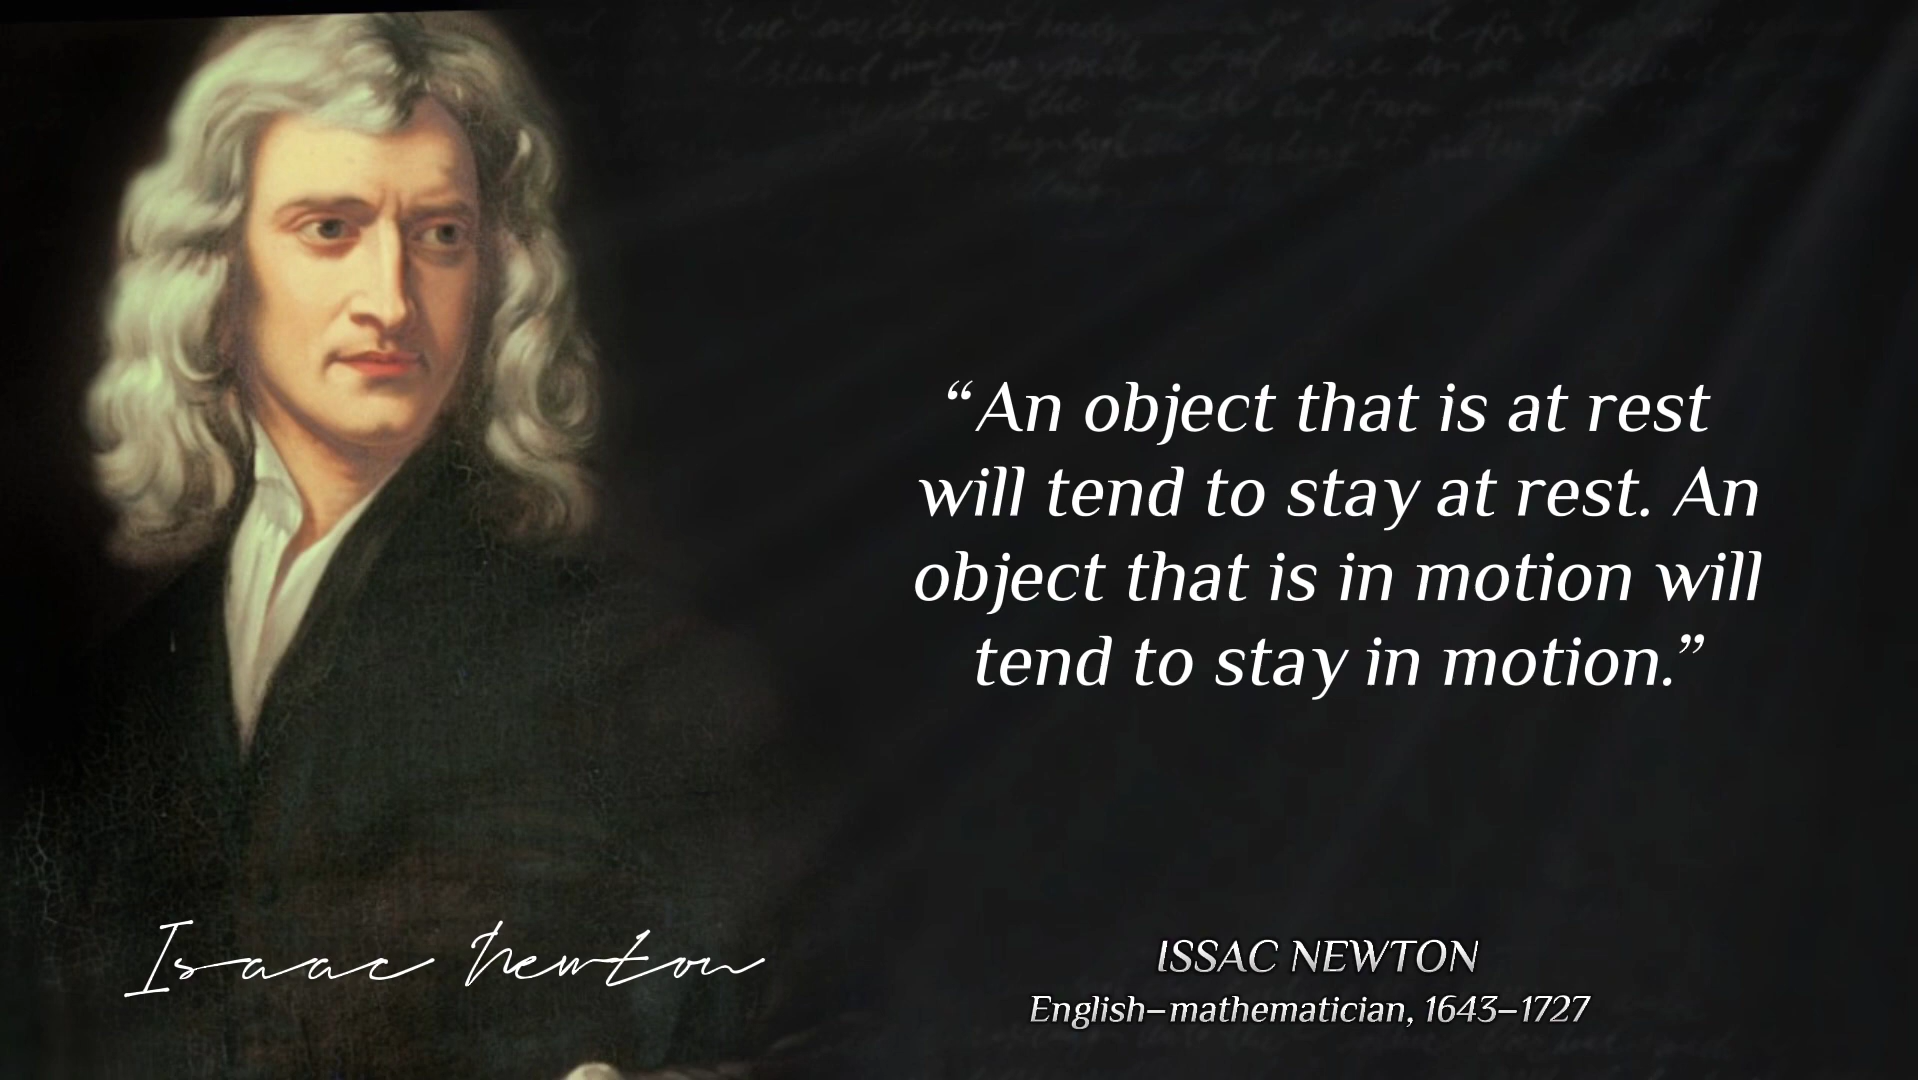 “An object that is at rest
will tend to stay at rest. An
object that is in motion will
tend to stay in motion.”
Isaac Newton
ISSAC NEWTON
English–mathematician, 1643–1727